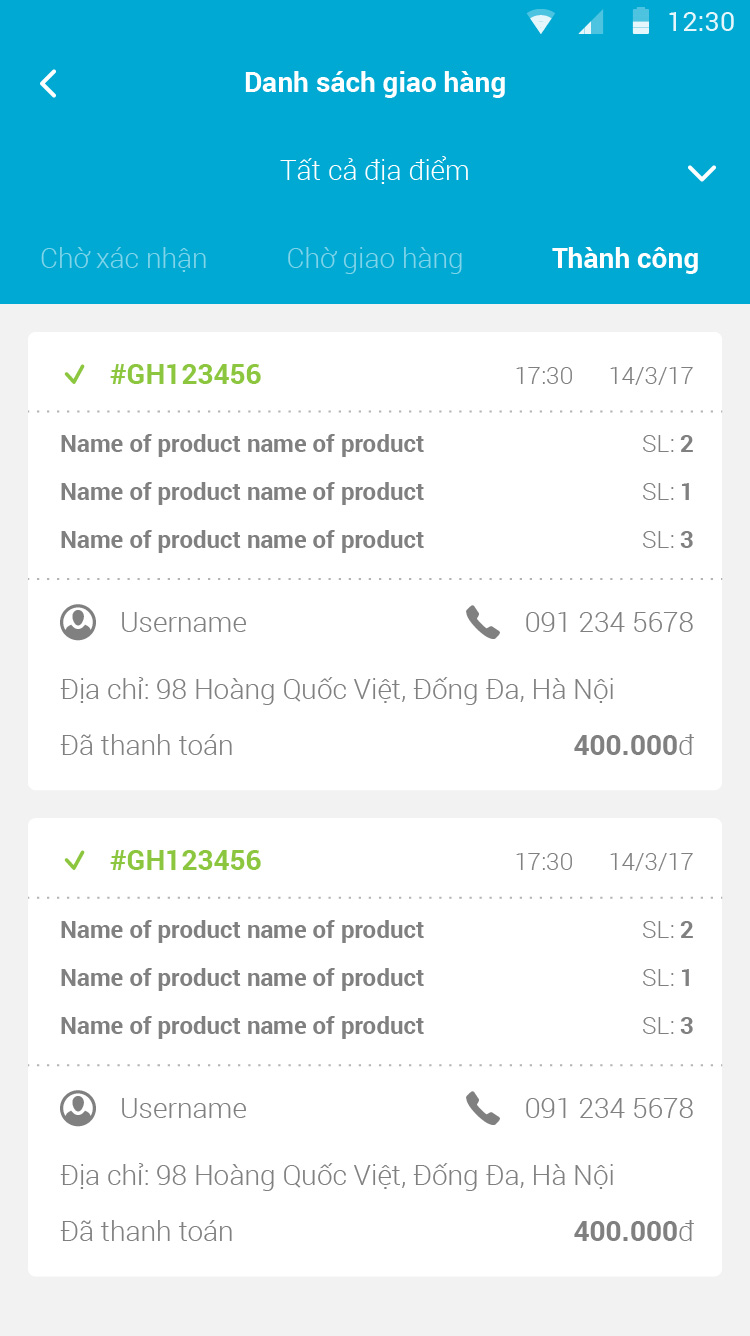 12:30
Danh sách giao hàng
Tất cả địa điểm
Chờ xác nhận Chờ giao hàng Thành công
#GH123456 17:30 14/3/17
Name of product name of product SL: 2
Name of product name of product SL: 1
Name of product name of product SL: 3
Username 091 234 5678
Địa chỉ: 98 Hoàng Quốc Việt, Đống Đa, Hà Nội
Đã thanh toán 400.000đ
#GH123456 17:30 14/3/17
Name of product name of product SL: 2
Name of product name of product SL: 1
Name of product name of product SL: 3
Username 091 234 5678
Địa chỉ: 98 Hoàng Quốc Việt, Đống Đa, Hà Nội
Đã thanh toán 400.000đ